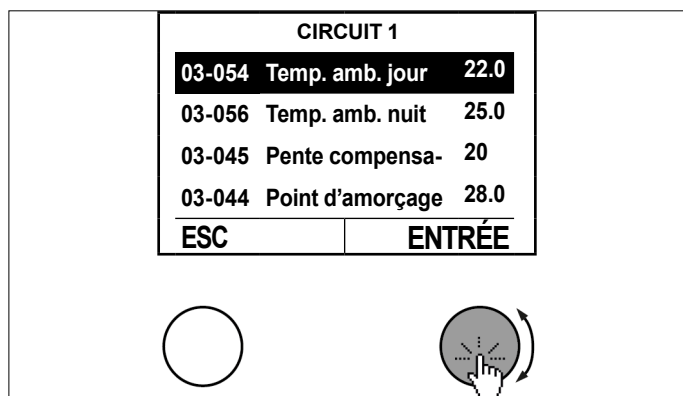 CIRCUIT 1
03-054 Temp. amb. jour 22.0
03-056 Temp. amb. nuit 25.0
03-045 Pente compensa- 20
03-044 Point d'amorçage 28.0
ESC ENTRÉE